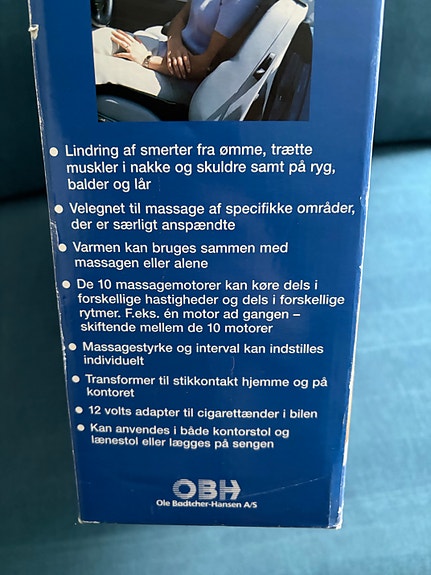 Lindring af smerter fra ømme, trætte
muskler i nakke og skuldre samt på ryg,
balder og lår
Velegnet til massage af specifikke områder,
der er særligt anspændte
Varmen kan bruges sammen med
massagen eller alene
De 10 massagemotorer kan køre dels i
forskellige hastigheder og dels i forskellige
rytmer. F.eks. én motor ad gangen –
skiftende mellem de 10 motorer
Massagestyrke og interval kan indstilles
individuelt
Transformer til stikkontakt hjemme og på
kontoret
12 volts adapter til cigarettænder i bilen
Kan anvendes i både kontorstol og
lænestol eller lægges på sengen
OBH
Ole Bødtcher-Hansen A/S